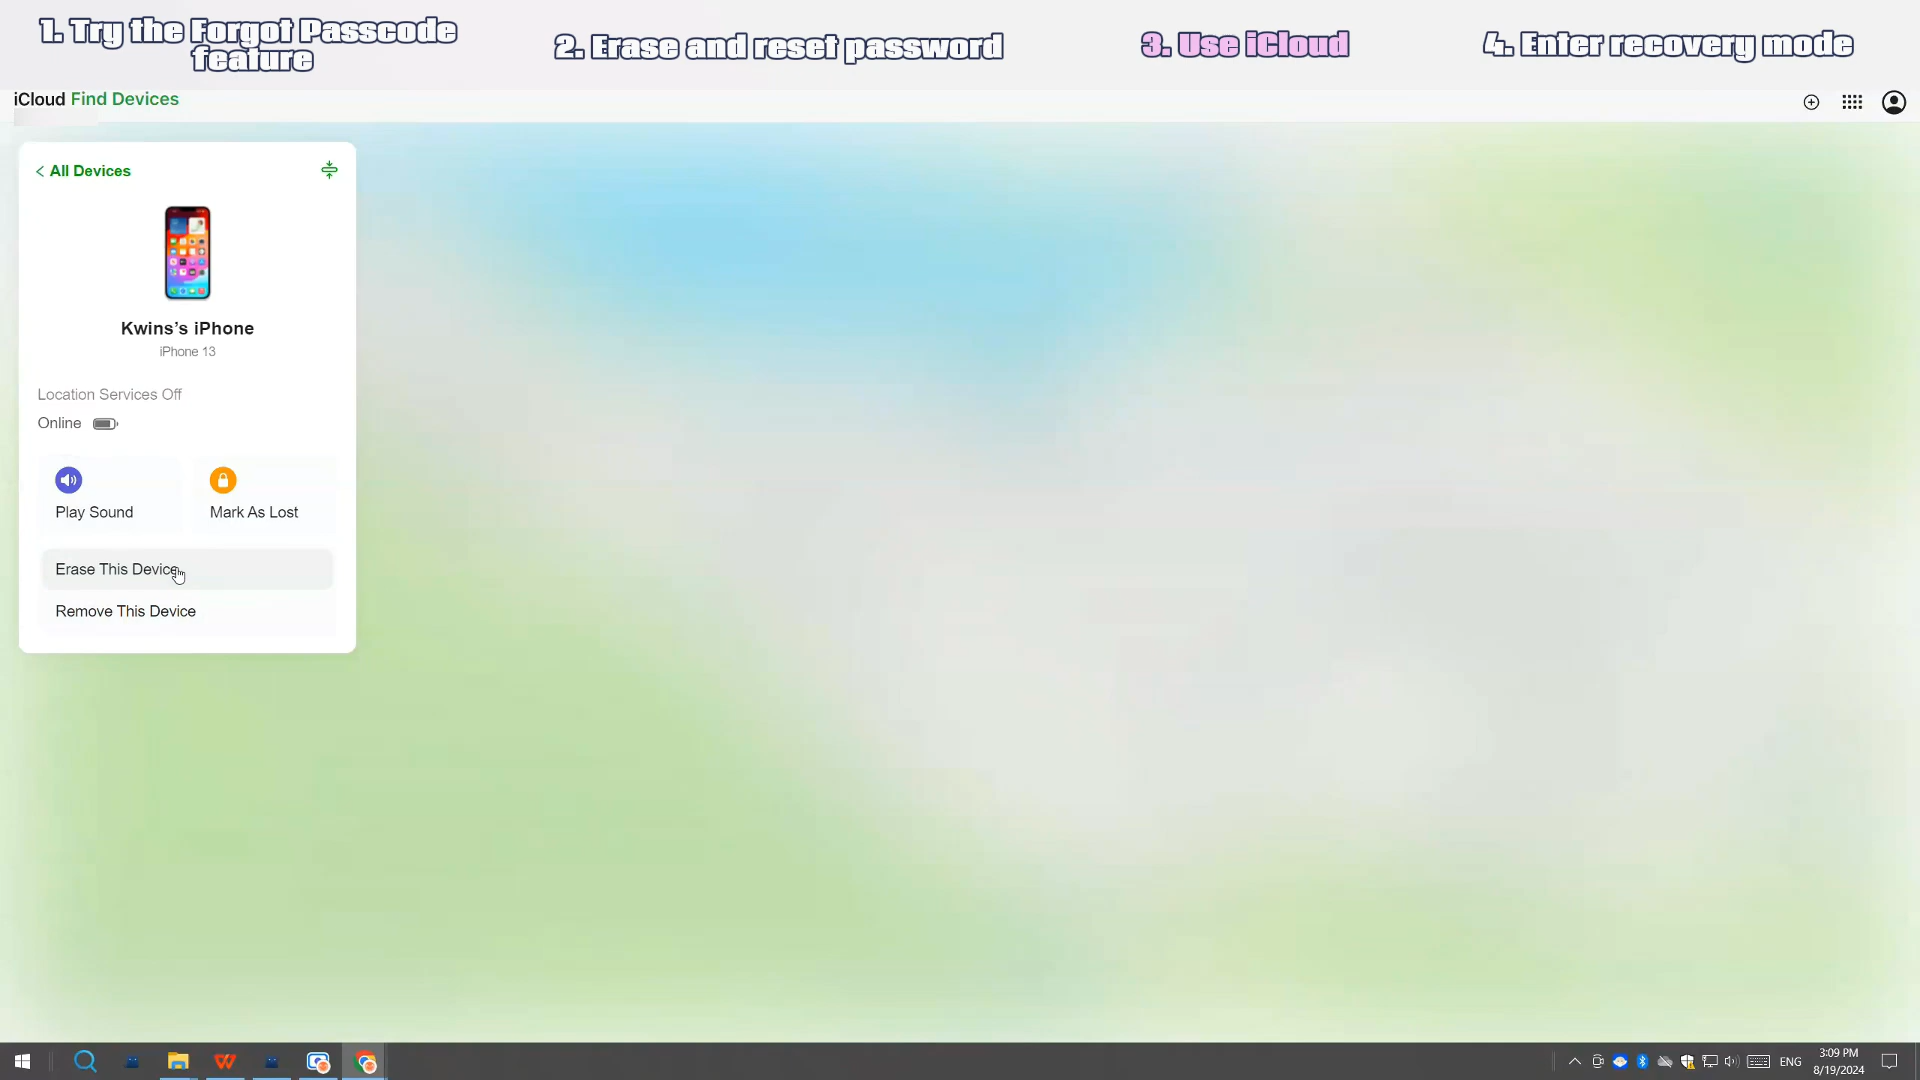 1. Try the Forgot Passcode
feature
2. Erase and reset password
3. Use iCloud
4. Enter recovery mode
iCloud Find Devices
< All Devices
Kwins’s iPhone
iPhone 13
Location Services Off
Online
Play Sound
Mark As Lost
Erase This Device
Remove This Device
ENG
3:09 PM
8/19/2024